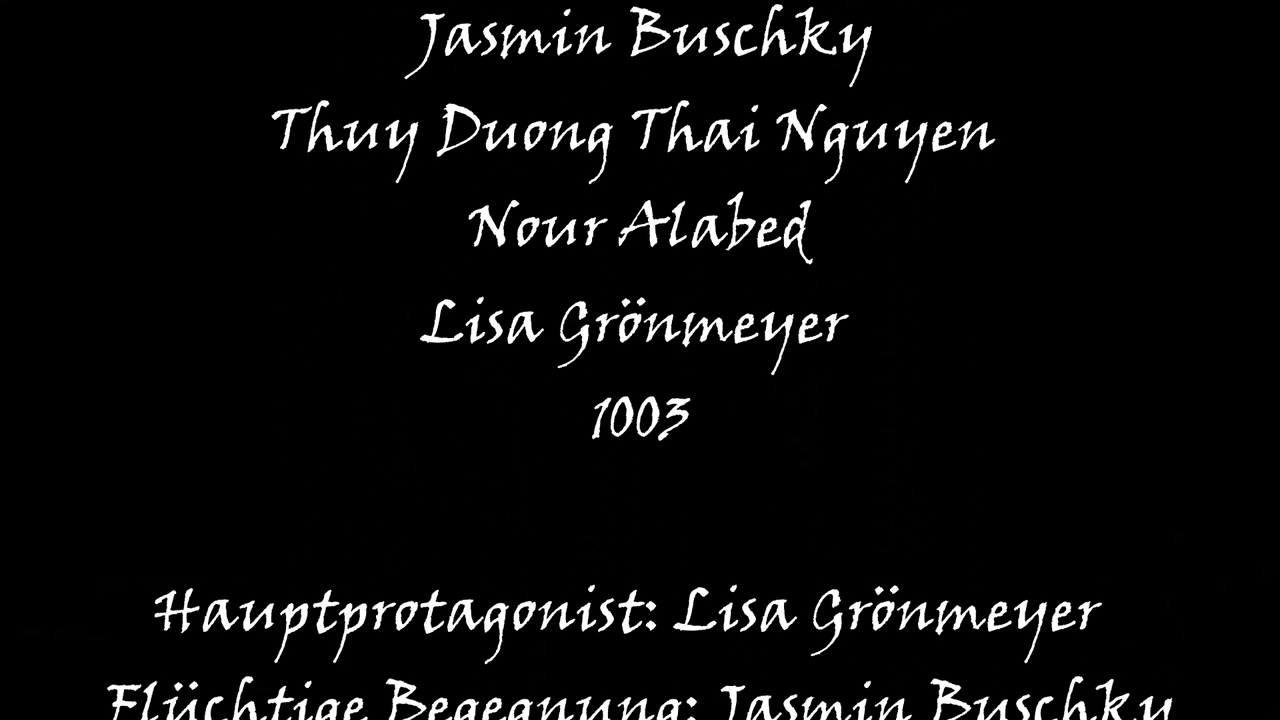 Jasmin Buschky
Thuy Duong Thai Nguyen
Nour Alabed
Lisa Grönmeyer
1003
Hauptprotagonist: Lisa Grönmeyer
Flüchtige Begegnung: Jasmin Buschky